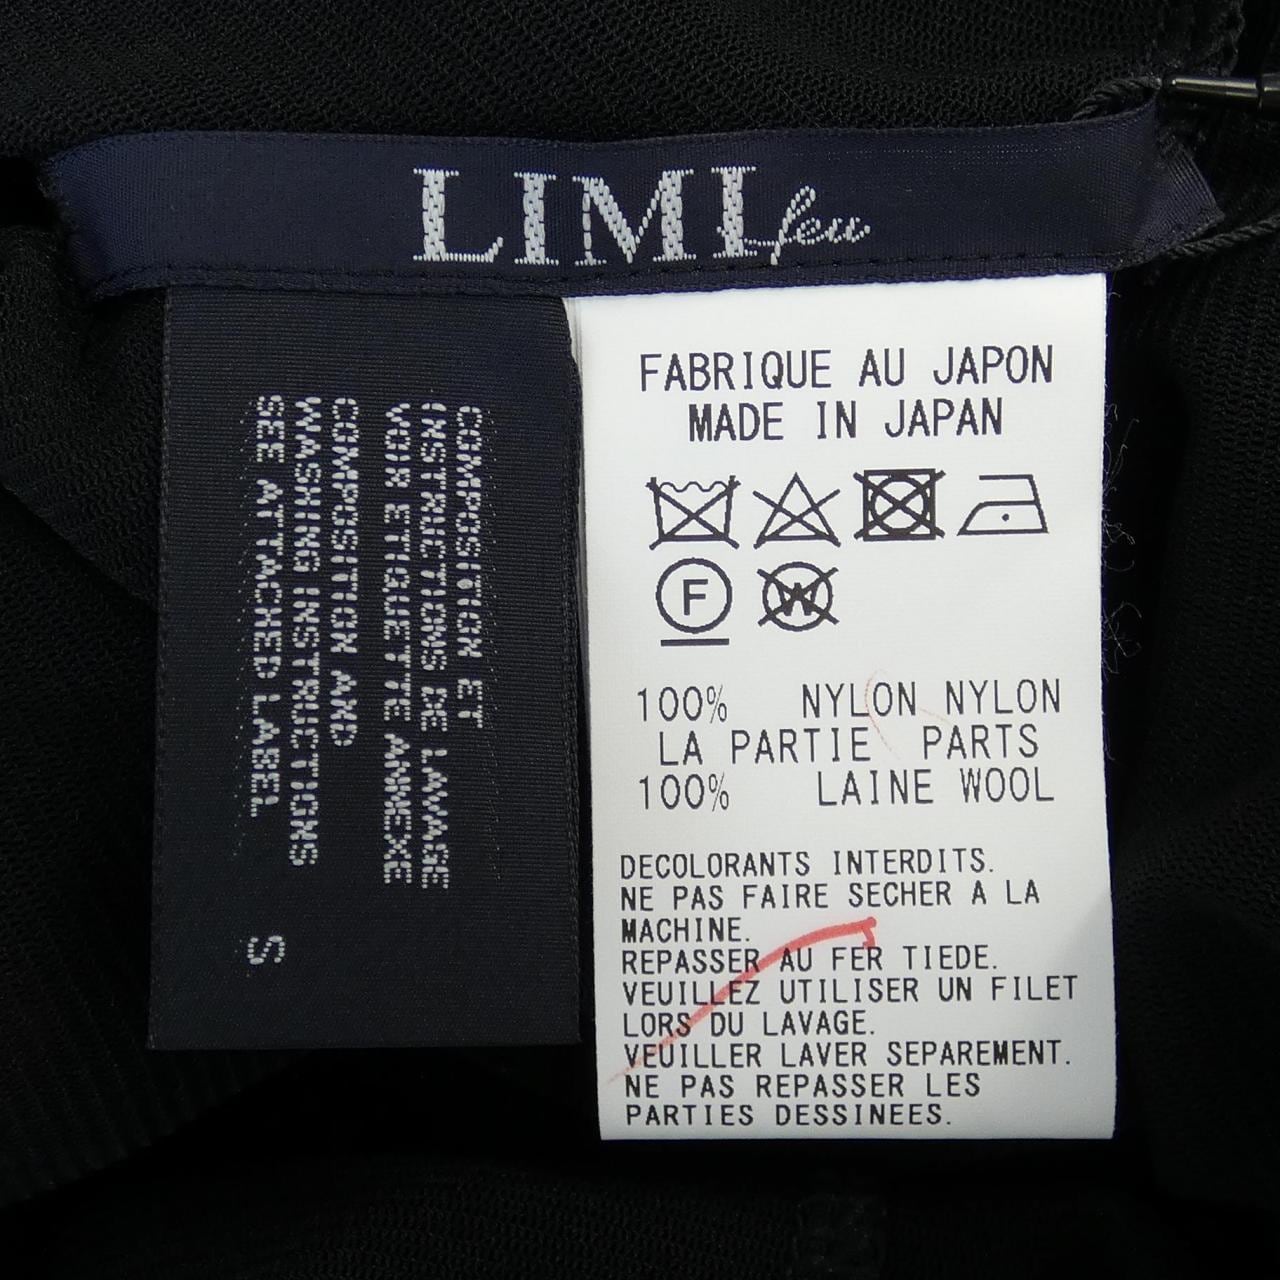 LIMI feu
COMPOSITION ET
INSTRUCTIONS DE LAVAGE
VOIR ETIQUETTE ANNEXE
COMPOSITION AND
WASHING INSTRUCTIONS
SEE ATTACHED LABEL
S
FABRIQUE AU JAPON
MADE IN JAPAN
F
W
100% NYLON NYLON
LA PARTIE PARTS
100% LAINE WOOL
DECOLORANTS INTERDITS.
NE PAS FAIRE SECHER A LA
MACHINE.
REPASSER AU FER TIEDE.
VEUILLEZ UTILISER UN FILET
LORS DU LAVAGE.
VEUILLER LAVER SEPAREMENT.
NE PAS REPASSER LES
PARTIES DESSINEES.